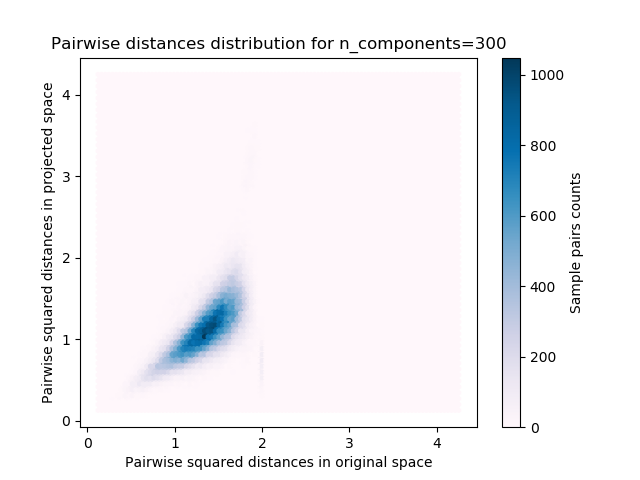 Pairwise distances distribution for n_components=300
Pairwise squared distances in projected space
4
3
2
1
0
0 1 2 3 4
Pairwise squared distances in original space
1000
800
600
400
200
0
Sample pairs counts